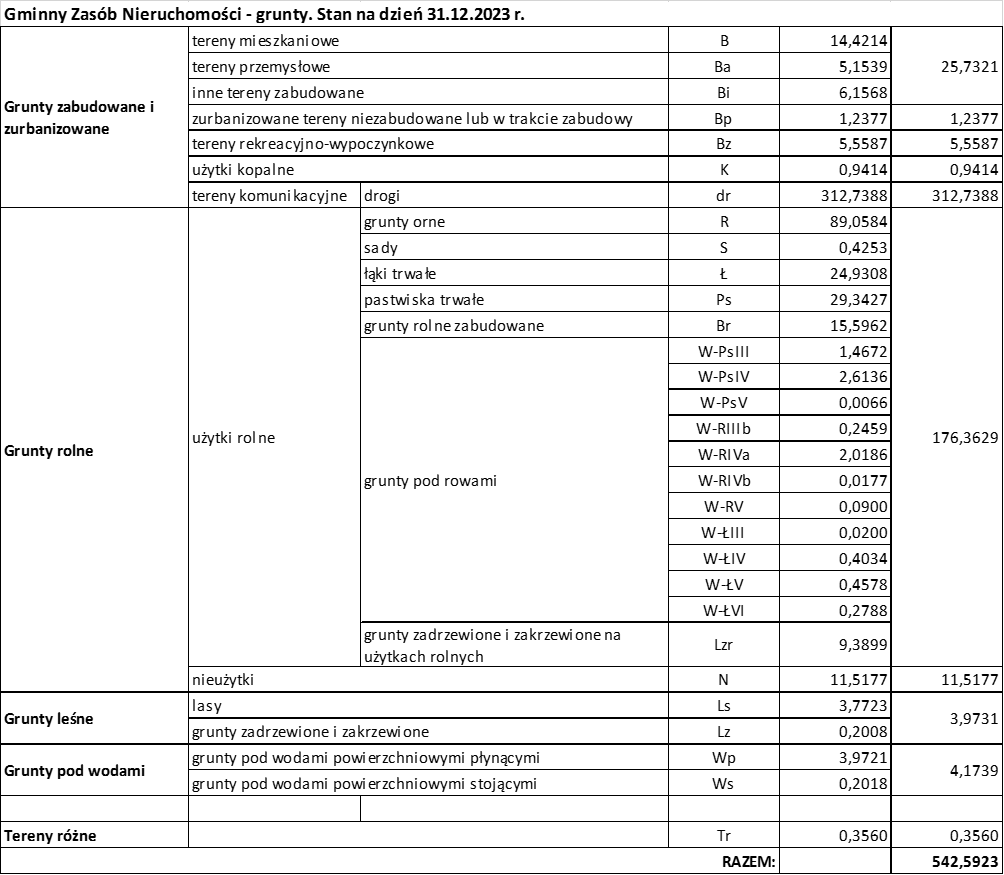 Gminny Zasób Nieruchomości - grunty. Stan na dzień 31.12.2023 r.
Grunty zabudowane i zurbanizowane
tereny mieszkaniowe B 14,4214 25,7321
tereny przemysłowe Ba 5,1539
inne tereny zabudowane Bi 6,1568
zurbanizowane tereny niezabudowane lub w trakcie zabudowy Bp 1,2377 1,2377
tereny rekreacyjno-wypoczynkowe Bz 5,5587 5,5587
użytki kopalne K 0,9414 0,9414
tereny komunikacyjne drogi dr 312,7388 312,7388
Grunty rolne
użytki rolne 176,3629
grunty orne R 89,0584
sady S 0,4253
łąki trwałe Ł 24,9308
pastwiska trwałe Ps 29,3427
grunty rolne zabudowane Br 15,5962
grunty pod rowami
W-PsIII 1,4672
W-PsIV 2,6136
W-PsV 0,0066
W-RIIIb 0,2459
W-RIVa 2,0186
W-RIVb 0,0177
W-RV 0,0900
W-ŁIII 0,0200
W-ŁIV 0,4034
W-ŁV 0,4578
W-ŁVI 0,2788
grunty zadrzewione i zakrzewione na
użytkach rolnych Lzr 9,3899
nieużytki N 11,5177 11,5177
Grunty leśne
lasy Ls 3,7723 3,9731
grunty zadrzewione i zakrzewione Lz 0,2008
Grunty pod wodami
grunty pod wodami powierzchniowymi płynącymi Wp 3,9721 4,1739
grunty pod wodami powierzchniowymi stojącymi Ws 0,2018
Tereny różne Tr 0,3560 0,3560
RAZEM: 542,5923